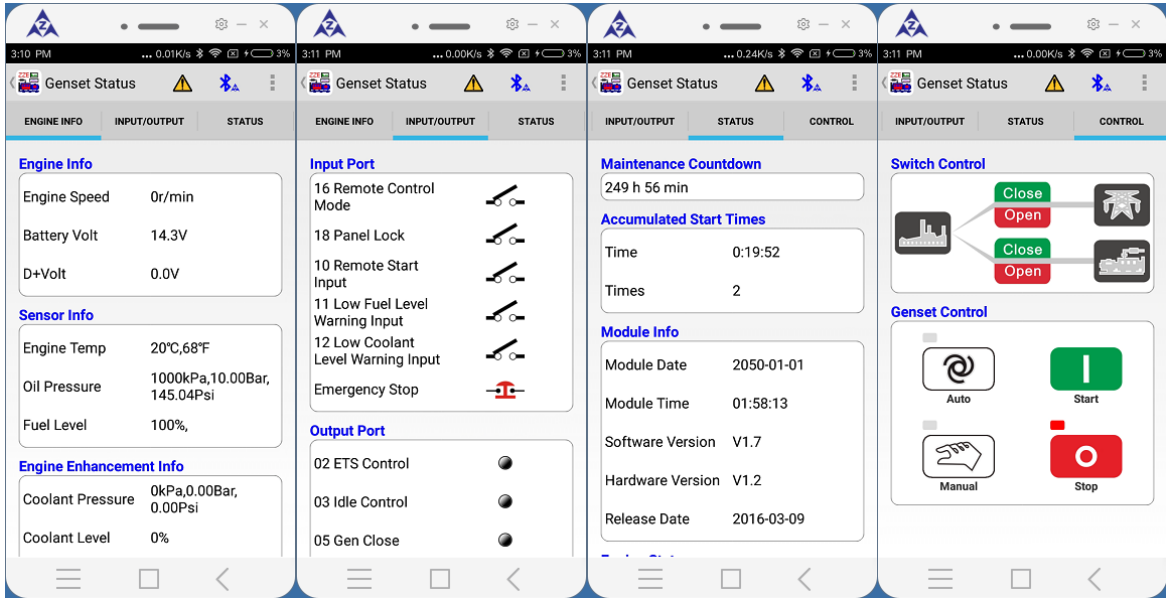 3:10 PM ... 0.01K/s 3%
Genset Status
ENGINE INFO INPUT/OUTPUT STATUS
Engine Info
Engine Speed 0r/min
Battery Volt 14.3V
D+Volt 0.0V
Sensor Info
Engine Temp 20℃,68℉
Oil Pressure 1000kPa,10.00Bar,
145.04Psi
Fuel Level 100%,
Engine Enhancement Info
Coolant Pressure 0kPa,0.00Bar,
0.00Psi
Coolant Level 0%
3:11 PM ... 0.00K/s 3%
Genset Status
ENGINE INFO INPUT/OUTPUT STATUS
Input Port
16 Remote Control
Mode
18 Panel Lock
10 Remote Start
Input
11 Low Fuel Level
Warning Input
12 Low Coolant
Level Warning Input
Emergency Stop
Output Port
02 ETS Control
03 Idle Control
05 Gen Close
3:11 PM ... 0.24K/s 3%
Genset Status
INPUT/OUTPUT STATUS CONTROL
Maintenance Countdown
249 h 56 min
Accumulated Start Times
Time 0:19:52
Times 2
Module Info
Module Date 2050-01-01
Module Time 01:58:13
Software Version V1.7
Hardware Version V1.2
Release Date 2016-03-09
3:11 PM ... 0.00K/s 3%
Genset Status
INPUT/OUTPUT STATUS CONTROL
Switch Control
Close
Open
Close
Open
Genset Control
Auto Start
Manual Stop